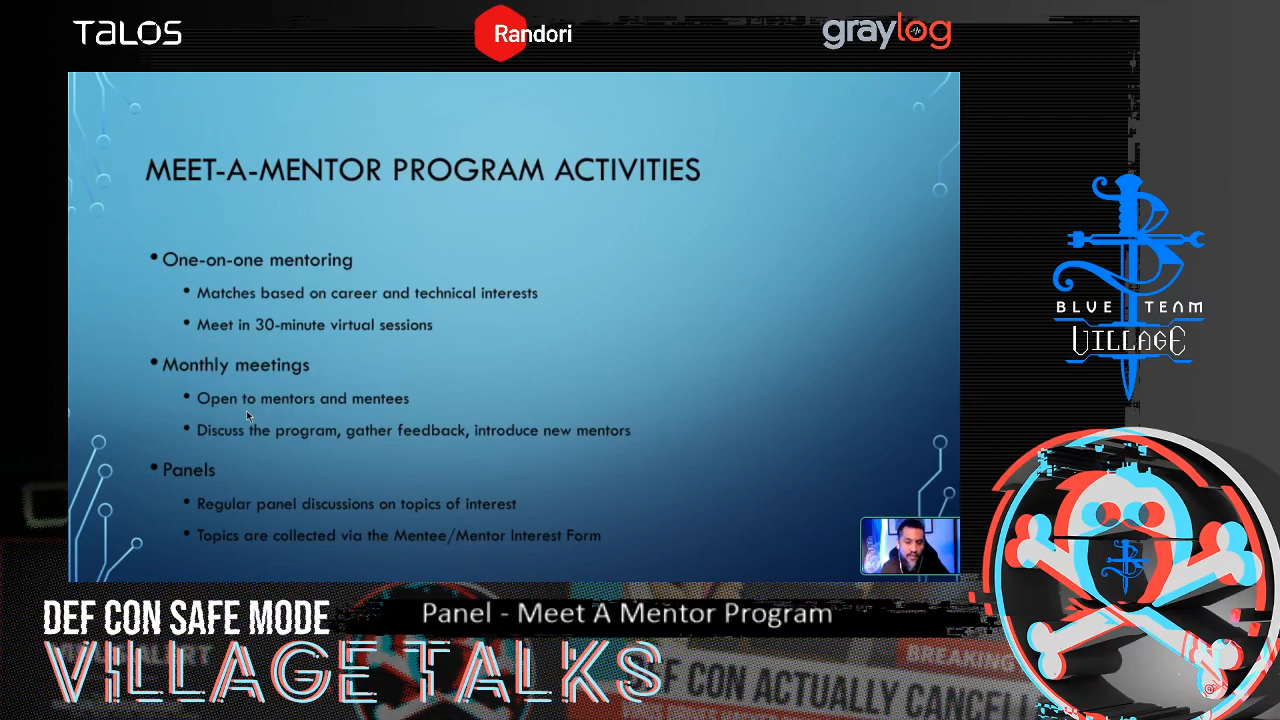 TALOS
Randori
graylog
MEET-A-MENTOR PROGRAM ACTIVITIES
• One-on-one mentoring
• Matches based on career and technical interests
• Meet in 30-minute virtual sessions
• Monthly meetings
• Open to mentors and mentees
• Discuss the program, gather feedback, introduce new mentors
• Panels
• Regular panel discussions on topics of interest
• Topics are collected via the Mentee/Mentor Interest Form
BLUE TEAM
VILLAGE
DEF CON SAFE MODE
Panel - Meet A Mentor Program
VILLAGE TALKS
BREAKING
DEF CON ACTUALLY CANCELL